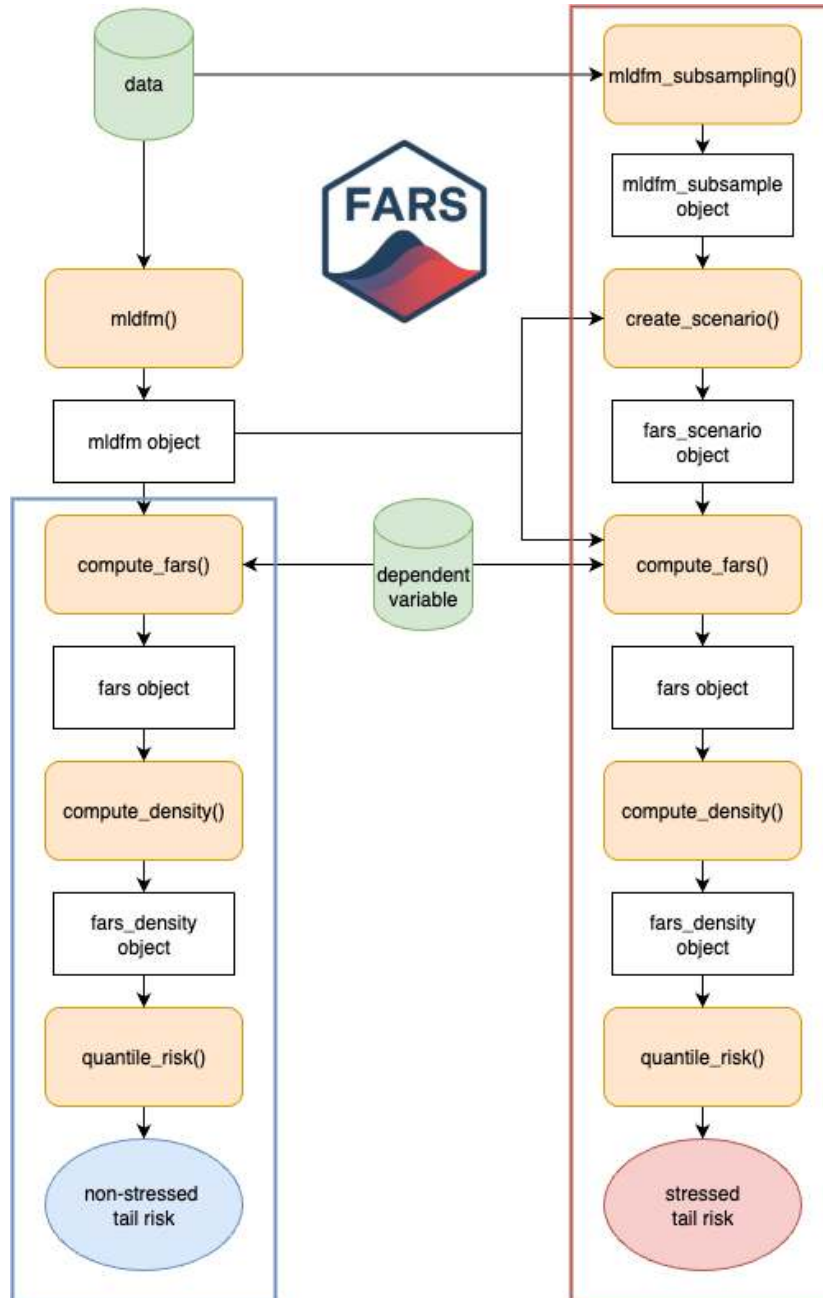 data
mldfm_subsampling()
mldfm_subsample
object
FARS
mldfm()
create_scenario()
mldfm object
fars_scenario
object
compute_fars()
dependent
variable
compute_fars()
fars object
fars object
compute_density()
compute_density()
fars_density
object
fars_density
object
quantile_risk()
quantile_risk()
non-stressed
tail risk
stressed
tail risk